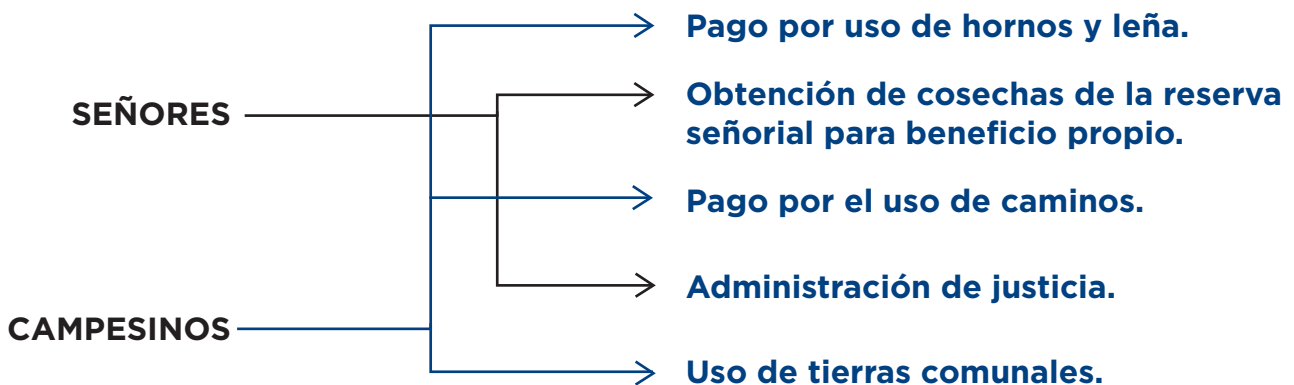 Pago por uso de hornos y leña.
SEÑORES
Obtención de cosechas de la reserva
señorial para beneficio propio.
Pago por el uso de caminos.
Administración de justicia.
CAMPESINOS
Uso de tierras comunales.